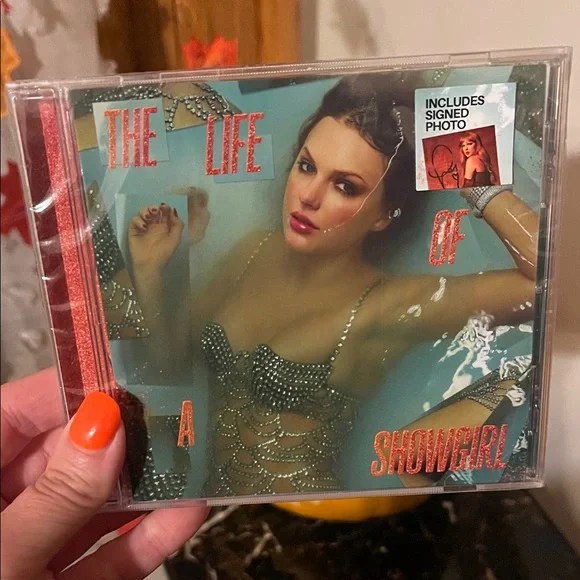 THE LIFE
OF
A SHOWGIRL
INCLUDES
SIGNED
PHOTO